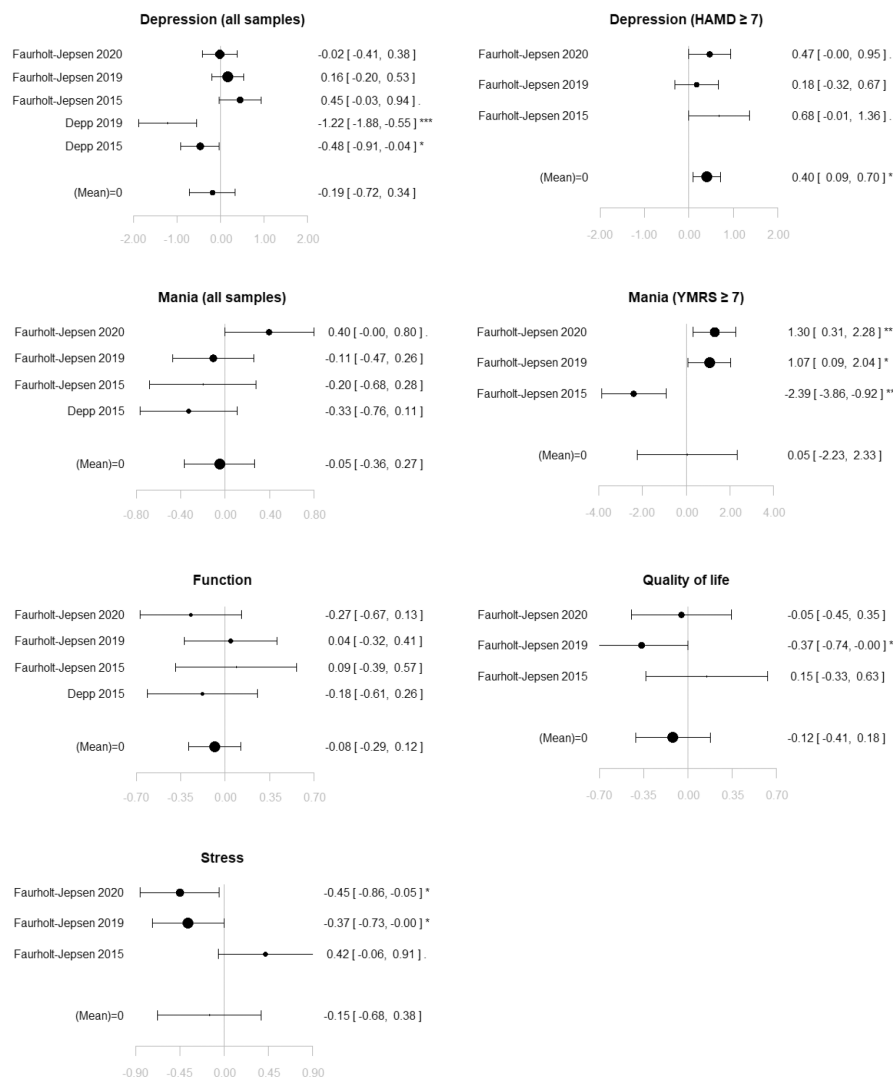 Depression (all samples)
Faurholt-Jepsen 2020 -0.02 [ -0.41, 0.38 ]
Faurholt-Jepsen 2019 0.16 [ -0.20, 0.53 ]
Faurholt-Jepsen 2015 0.45 [ -0.03, 0.94 ] .
Depp 2019 -1.22 [ -1.88, -0.55 ] ***
Depp 2015 -0.48 [ -0.91, -0.04 ] *
(Mean)=0 -0.19 [ -0.72, 0.34 ]
-2.00 -1.00 0.00 1.00 2.00
Depression (HAMD ≥ 7)
Faurholt-Jepsen 2020 0.47 [ -0.00, 0.95 ] .
Faurholt-Jepsen 2019 0.18 [ -0.32, 0.67 ]
Faurholt-Jepsen 2015 0.68 [ -0.01, 1.36 ] .
(Mean)=0 0.40 [ 0.09, 0.70 ] *
-2.00 -1.00 0.00 1.00 2.00
Mania (all samples)
Faurholt-Jepsen 2020 0.40 [ -0.00, 0.80 ] .
Faurholt-Jepsen 2019 -0.11 [ -0.47, 0.26 ]
Faurholt-Jepsen 2015 -0.20 [ -0.68, 0.28 ]
Depp 2015 -0.33 [ -0.76, 0.11 ]
(Mean)=0 -0.05 [ -0.36, 0.27 ]
-0.80 -0.40 0.00 0.40 0.80
Mania (YMRS ≥ 7)
Faurholt-Jepsen 2020 1.30 [ 0.31, 2.28 ] **
Faurholt-Jepsen 2019 1.07 [ 0.09, 2.04 ] *
Faurholt-Jepsen 2015 -2.39 [ -3.86, -0.92 ] **
(Mean)=0 0.05 [ -2.23, 2.33 ]
-4.00 -2.00 0.00 2.00 4.00
Function
Faurholt-Jepsen 2020 -0.27 [ -0.67, 0.13 ]
Faurholt-Jepsen 2019 0.04 [ -0.32, 0.41 ]
Faurholt-Jepsen 2015 0.09 [ -0.39, 0.57 ]
Depp 2015 -0.18 [ -0.61, 0.26 ]
(Mean)=0 -0.08 [ -0.29, 0.12 ]
-0.70 -0.35 0.00 0.35 0.70
Quality of life
Faurholt-Jepsen 2020 -0.05 [ -0.45, 0.35 ]
Faurholt-Jepsen 2019 -0.37 [ -0.74, -0.00 ] *
Faurholt-Jepsen 2015 0.15 [ -0.33, 0.63 ]
(Mean)=0 -0.12 [ -0.41, 0.18 ]
-0.70 -0.35 0.00 0.35 0.70
Stress
Faurholt-Jepsen 2020 -0.45 [ -0.86, -0.05 ] *
Faurholt-Jepsen 2019 -0.37 [ -0.73, -0.00 ] *
Faurholt-Jepsen 2015 0.42 [ -0.06, 0.91 ] .
(Mean)=0 -0.15 [ -0.68, 0.38 ]
-0.90 -0.45 0.00 0.45 0.90